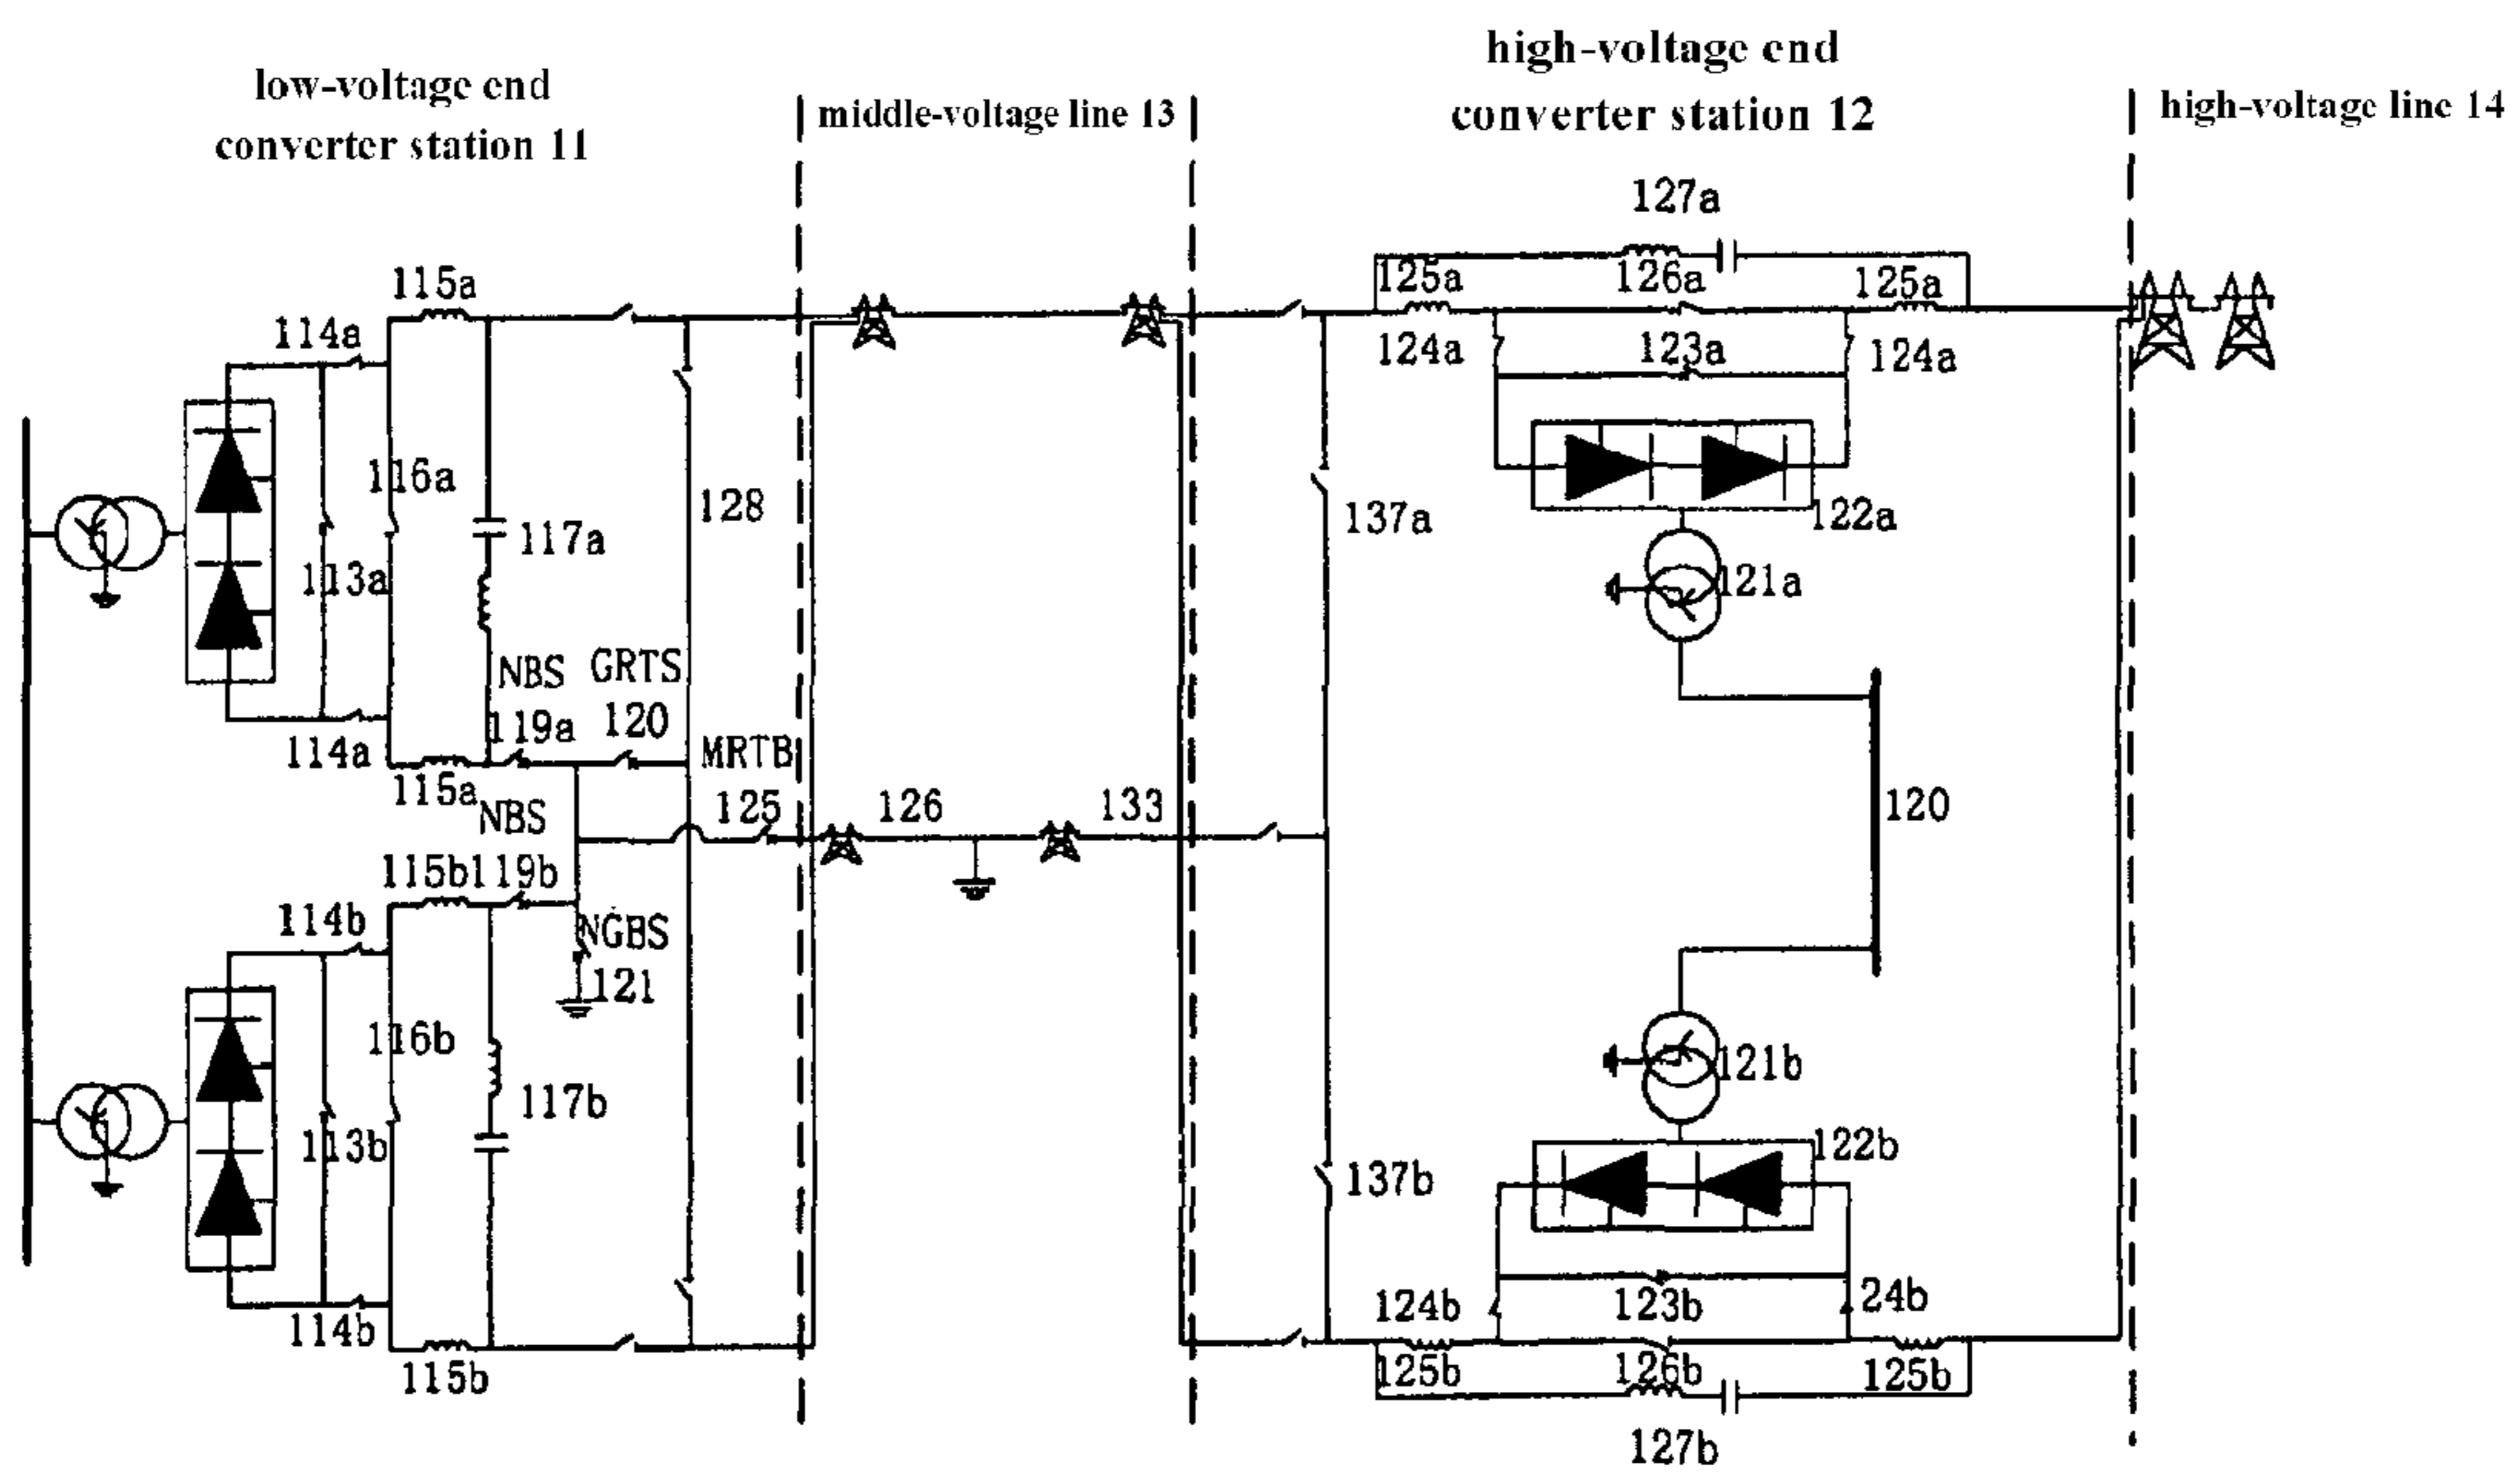 low-voltage end
converter station 11
middle-voltage line 13
high-voltage end
converter station 12
high-voltage line 14
127a
115a
125a
126a
125a
114a
124a
123a
124a
116a
128
117a
137a
122a
113a
121a
NBS
GRTS
119a
120
114a
115a
MRTB
NBS
125
126
133
120
115b
119b
114b
NGBS
121
116b
121b
117b
113b
122b
137b
124b
123b
24b
114b
115b
125b
126b
125b
127b